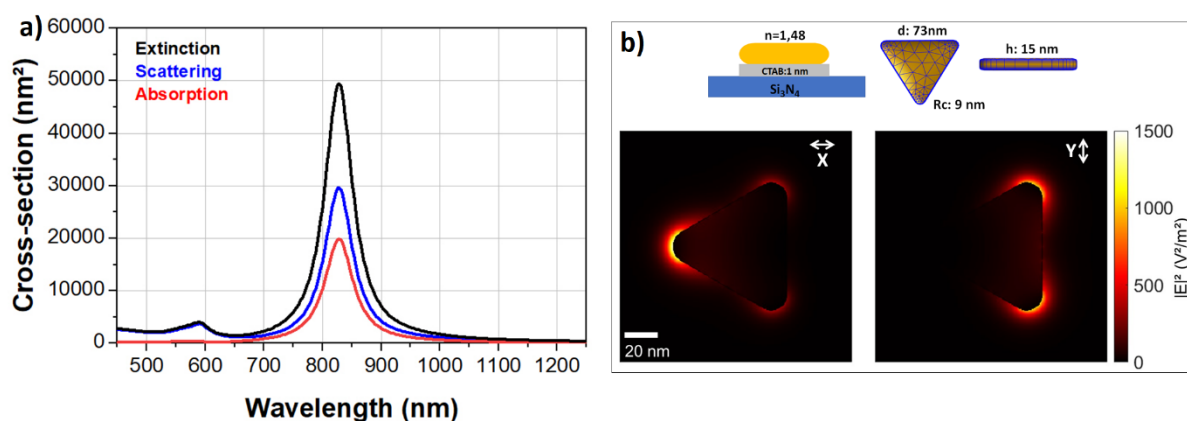 a)
60000
50000
40000
30000
20000
10000
0
Cross-section (nm²)
Extinction
Scattering
Absorption
500 600 700 800 900 1000 1100 1200
Wavelength (nm)
b)
n=1,48
CTAB:1 nm
Si₃N₄
d: 73nm
Rc: 9 nm
h: 15 nm
X
20 nm
Y
1500
1000
500
0
|E|² (V²/m²)